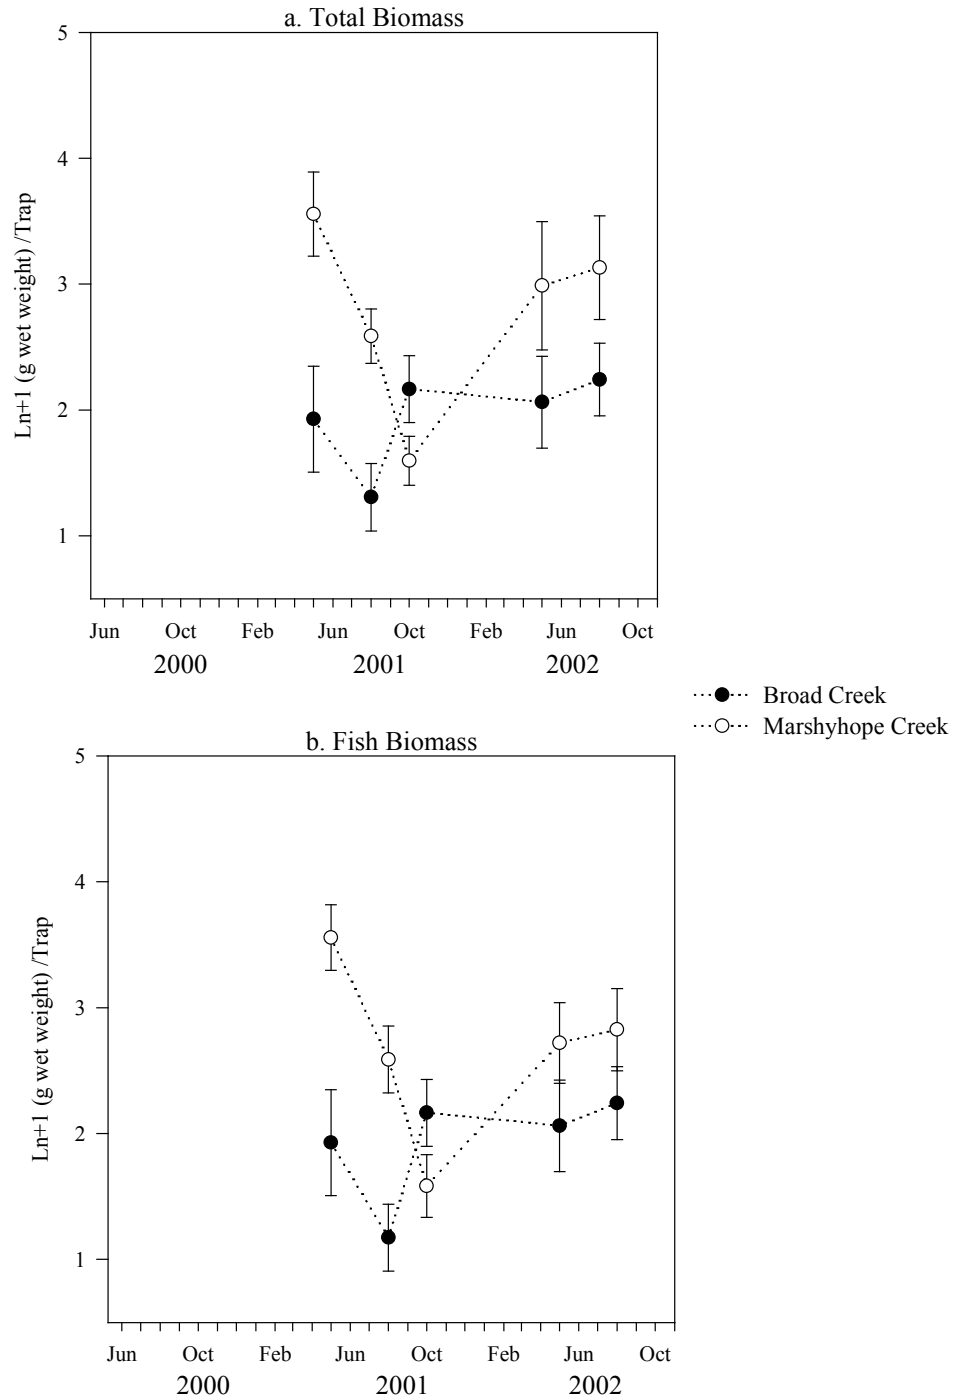 a. Total Biomass
5
4
3
2
1
Ln+1 (g wet weight) /Trap
Jun Oct Feb Jun Oct Feb Jun Oct
2000 2001 2002
Broad Creek
Marshyhope Creek
b. Fish Biomass
5
4
3
2
1
Ln+1 (g wet weight) /Trap
Jun Oct Feb Jun Oct Feb Jun Oct
2000 2001 2002